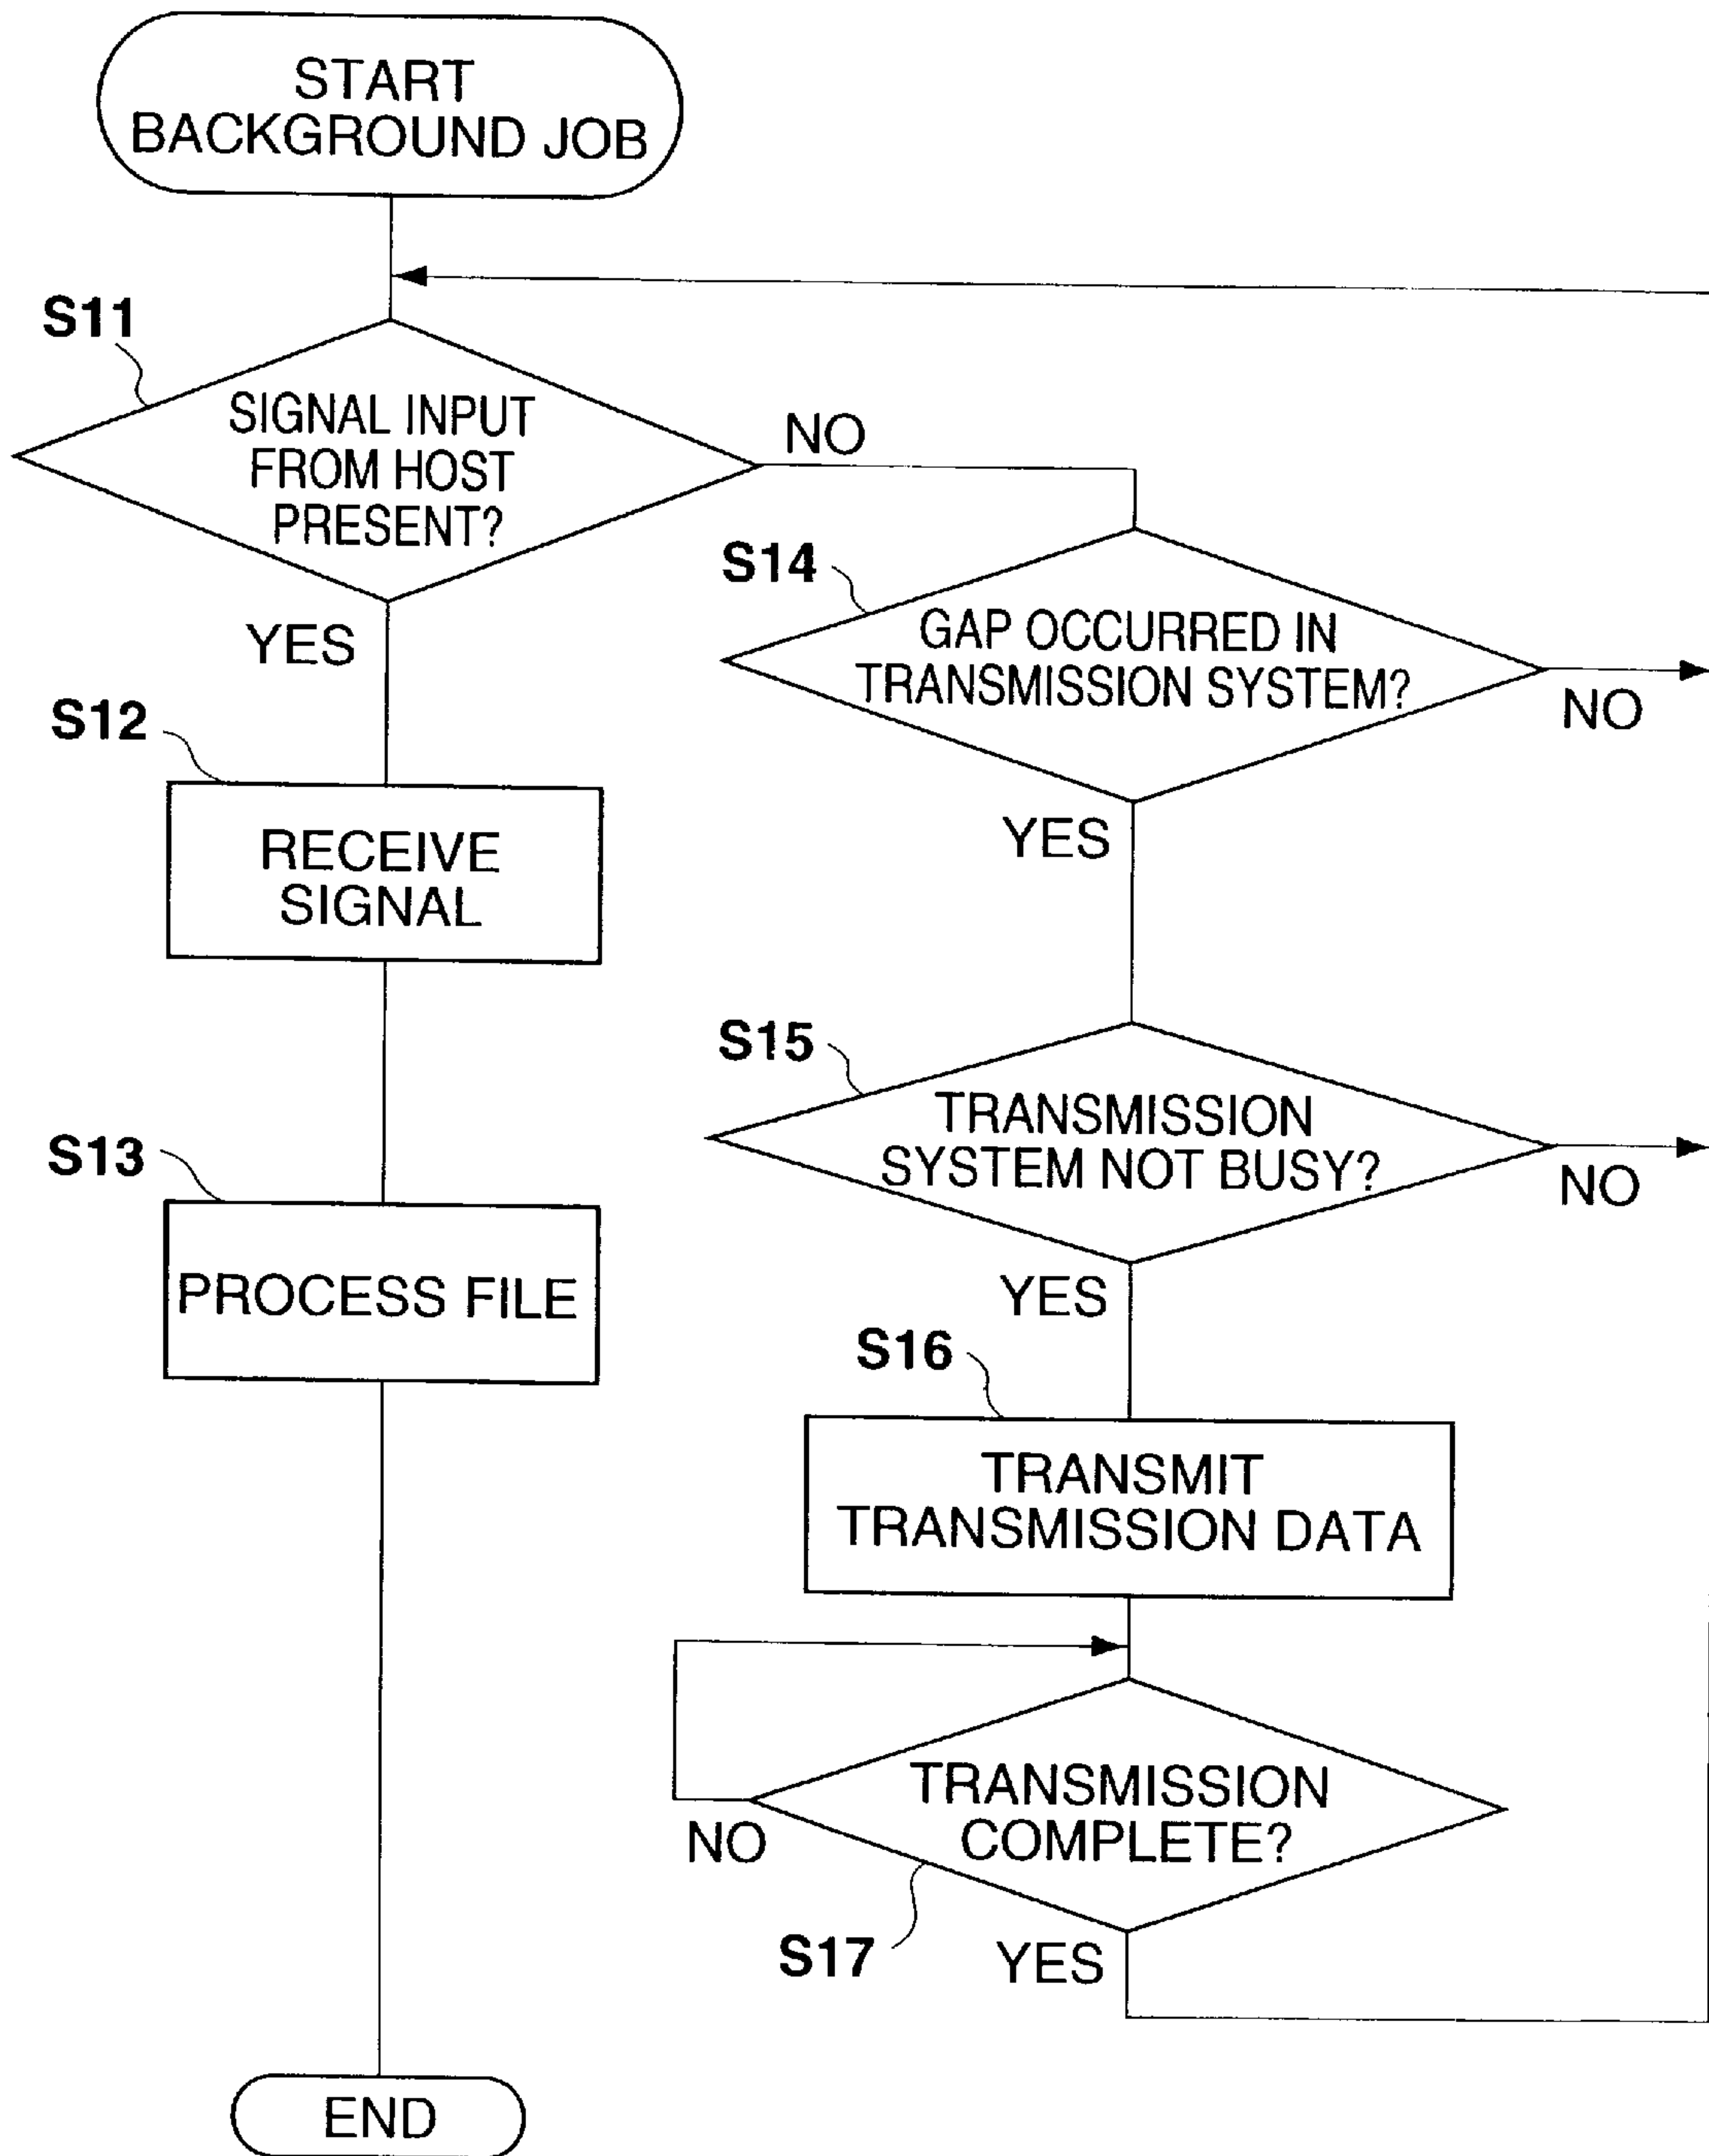 START
BACKGROUND JOB
S11
SIGNAL INPUT
FROM HOST
PRESENT?
NO
YES
S14
GAP OCCURRED IN
TRANSMISSION SYSTEM?
NO
YES
S12
RECEIVE
SIGNAL
S15
TRANSMISSION
SYSTEM NOT BUSY?
NO
YES
S13
PROCESS FILE
S16
TRANSMIT
TRANSMISSION DATA
TRANSMISSION
COMPLETE?
NO
S17
YES
END